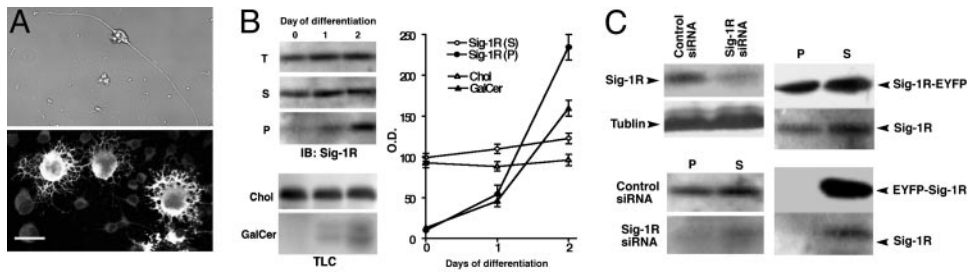 A
B
Day of differentiation
0 1 2
T
S
P
IB: Sig-1R
Chol
GalCer
TLC
250
200
150
100
50
0
O.D.
Sig-1R (S)
Sig-1R (P)
Chol
GalCer
0 1 2
Days of differentiation
C
Control siRNA
Sig-1R siRNA
Sig-1R
Tublin
P S
Control
siRNA
Sig-1R
siRNA
P S
Sig-1R-EYFP
Sig-1R
EYFP-Sig-1R
Sig-1R